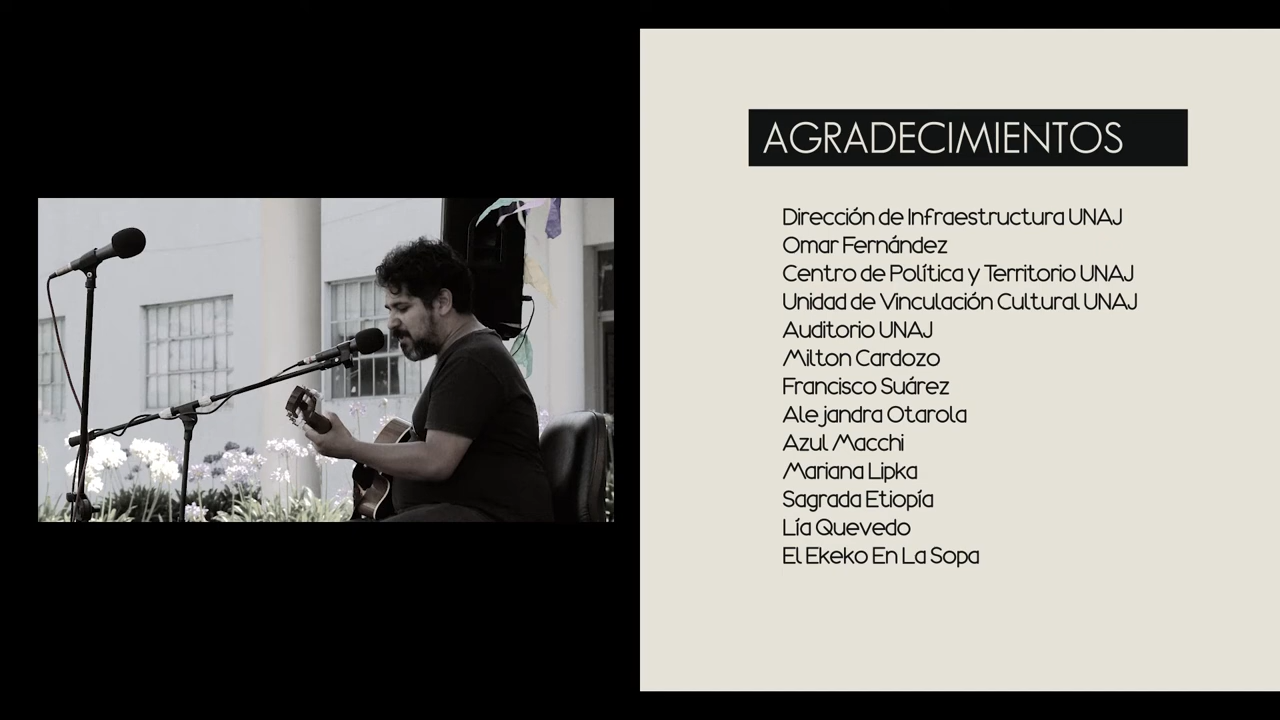 AGRADECIMIENTOS
Dirección de Infraestructura UNAJ
Omar Fernández
Centro de Política y Territorio UNAJ
Unidad de Vinculación Cultural UNAJ
Auditorio UNAJ
Milton Cardozo
Francisco Suárez
Alejandra Otarola
Azul Macchi
Mariana Lipka
Sagrada Etiopía
Lía Quevedo
El Ekeko En La Sopa